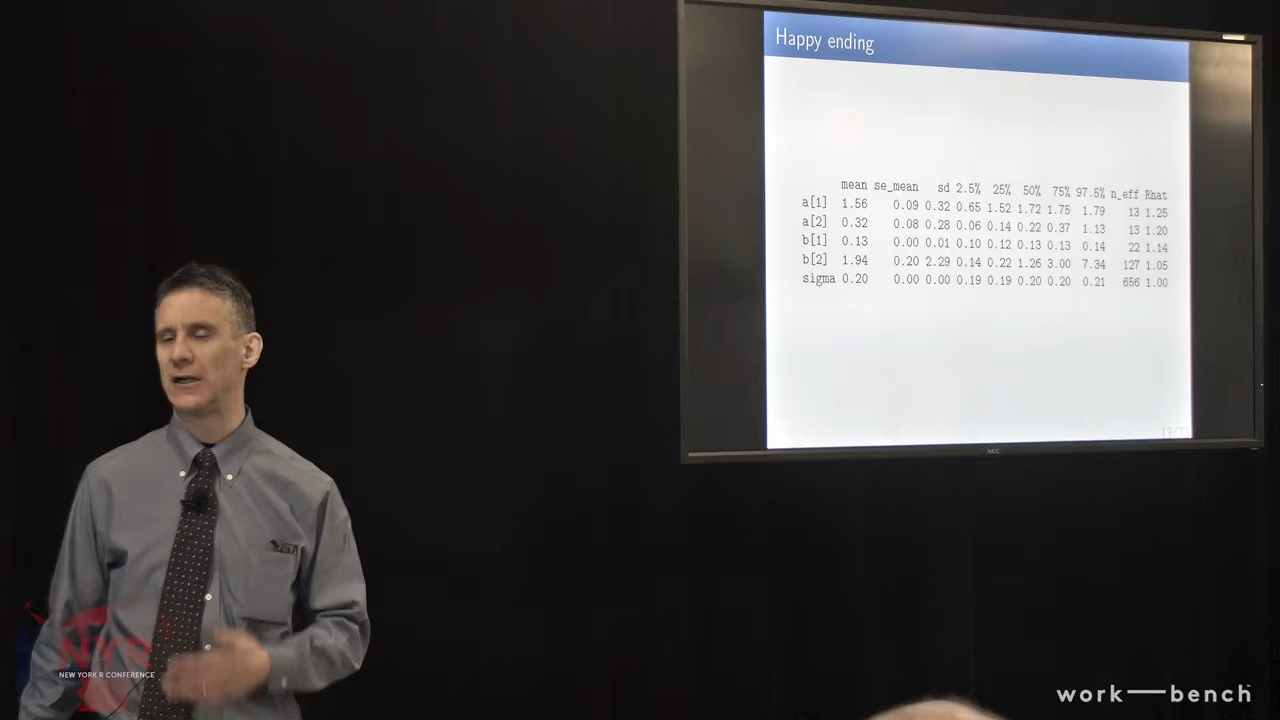 Happy ending
mean se_mean sd 2.5% 25% 50% 75% 97.5% n_eff Rhat
a[1] 1.56 0.09 0.32 0.65 1.52 1.72 1.75 1.79 13 1.25
a[2] 0.32 0.08 0.28 0.06 0.14 0.22 0.37 1.13 13 1.20
b[1] 0.13 0.00 0.01 0.10 0.12 0.13 0.13 0.14 22 1.14
b[2] 1.94 0.20 2.29 0.14 0.22 1.26 3.00 7.34 127 1.05
sigma 0.20 0.00 0.00 0.19 0.19 0.20 0.20 0.21 656 1.00
NEC
NYR
NEW YORK R CONFERENCE
work—bench